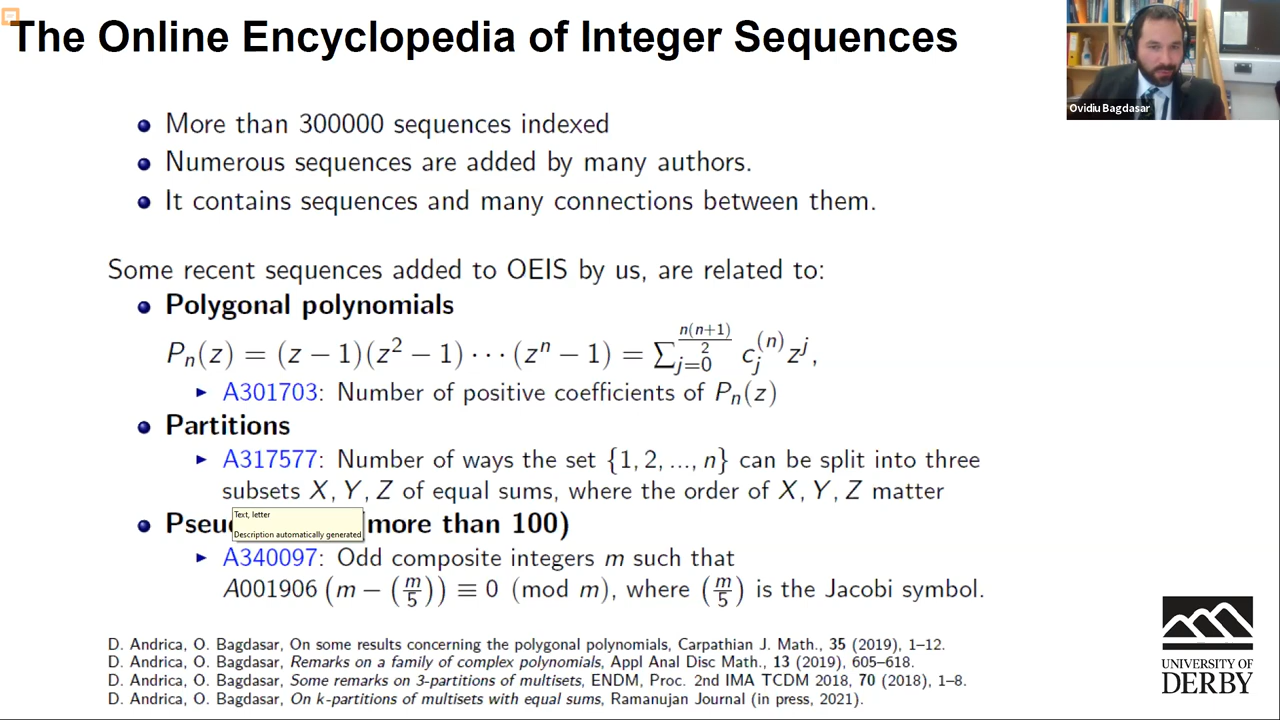 The Online Encyclopedia of Integer Sequences
Ovidiu Bagdasar
More than 300000 sequences indexed
Numerous sequences are added by many authors.
It contains sequences and many connections between them.
Some recent sequences added to OEIS by us, are related to:
Polygonal polynomials
P_n(z) = (z − 1)(z^2 − 1) ⋯ (z^n − 1) = ∑_{j=0}^{n(n+1)/2} c_j^{(n)} z^j,
A301703: Number of positive coefficients of P_n(z)
Partitions
A317577: Number of ways the set {1, 2, ..., n} can be split into three
subsets X, Y, Z of equal sums, where the order of X, Y, Z matter
Text, letter
Description automatically generated
(more than 100)
A340097: Odd composite integers m such that
A001906 (m − (m/5)) ≡ 0 (mod m), where (m/5) is the Jacobi symbol.
D. Andrica, O. Bagdasar, On some results concerning the polygonal polynomials, Carpathian J. Math., 35 (2019), 1–12.
D. Andrica, O. Bagdasar, Remarks on a family of complex polynomials, Appl Anal Disc Math., 13 (2019), 605–618.
D. Andrica, O. Bagdasar, Some remarks on 3-partitions of multisets, ENDM, Proc. 2nd IMA TCDM 2018, 70 (2018), 1–8.
D. Andrica, O. Bagdasar, On k-partitions of multisets with equal sums, Ramanujan Journal (in press, 2021).
UNIVERSITY OF
DERBY